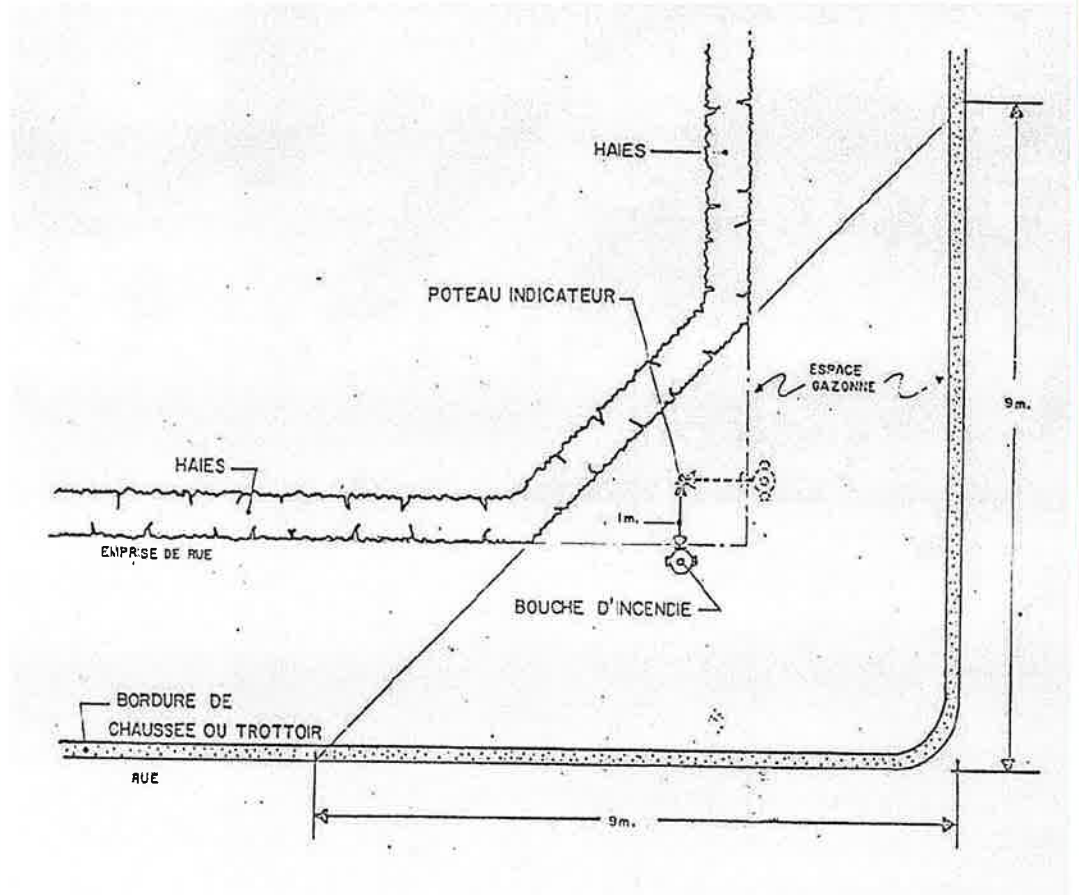 HAIES
POTEAU INDICATEUR
ESPACE
GAZONNE
9m.
HAIES
1m.
EMPRISE DE RUE
BOUCHE D'INCENDIE
BORDURE DE
CHAUSSEE OU TROTTOIR
RUE
9m.